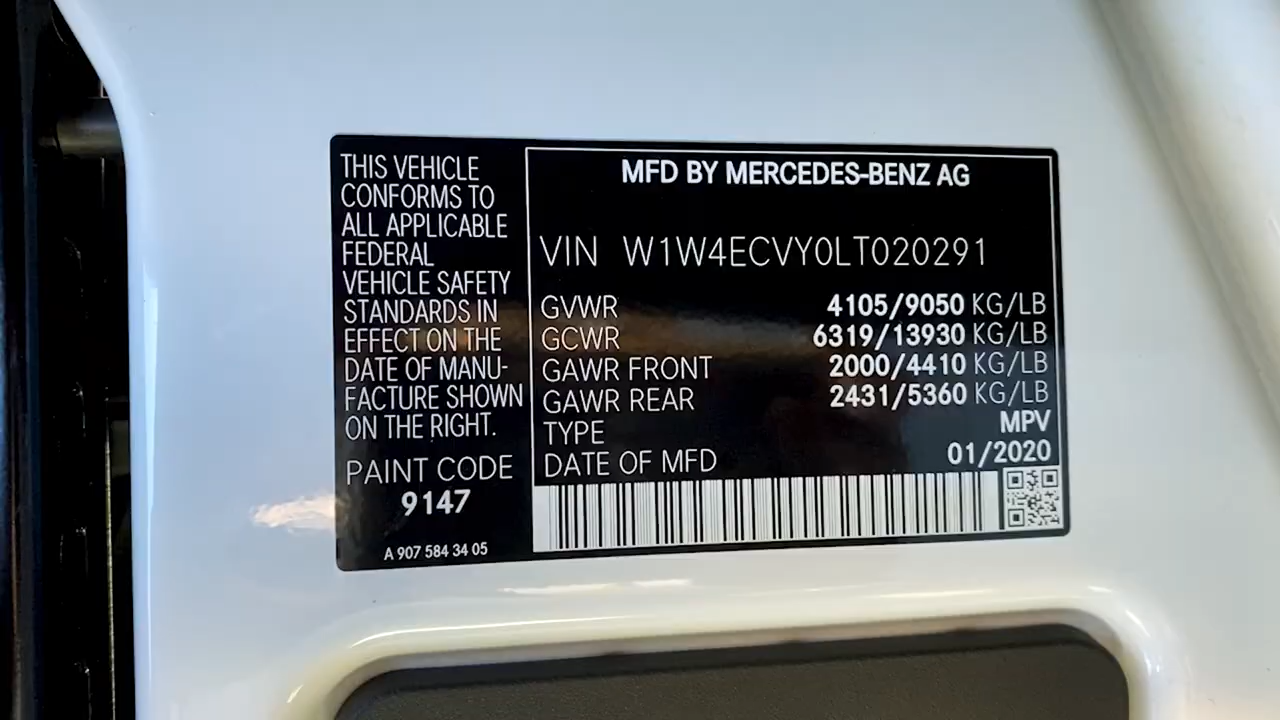 THIS VEHICLE
CONFORMS TO
ALL APPLICABLE
FEDERAL
VEHICLE SAFETY
STANDARDS IN
EFFECT ON THE
DATE OF MANU-
FACTURE SHOWN
ON THE RIGHT.
PAINT CODE
9147
A 907 584 34 05
MFD BY MERCEDES-BENZ AG
VIN W1W4ECVY0LT020291
GVWR 4105/9050 KG/LB
GCWR 6319/13930 KG/LB
GAWR FRONT 2000/4410 KG/LB
GAWR REAR 2431/5360 KG/LB
TYPE MPV
DATE OF MFD 01/2020